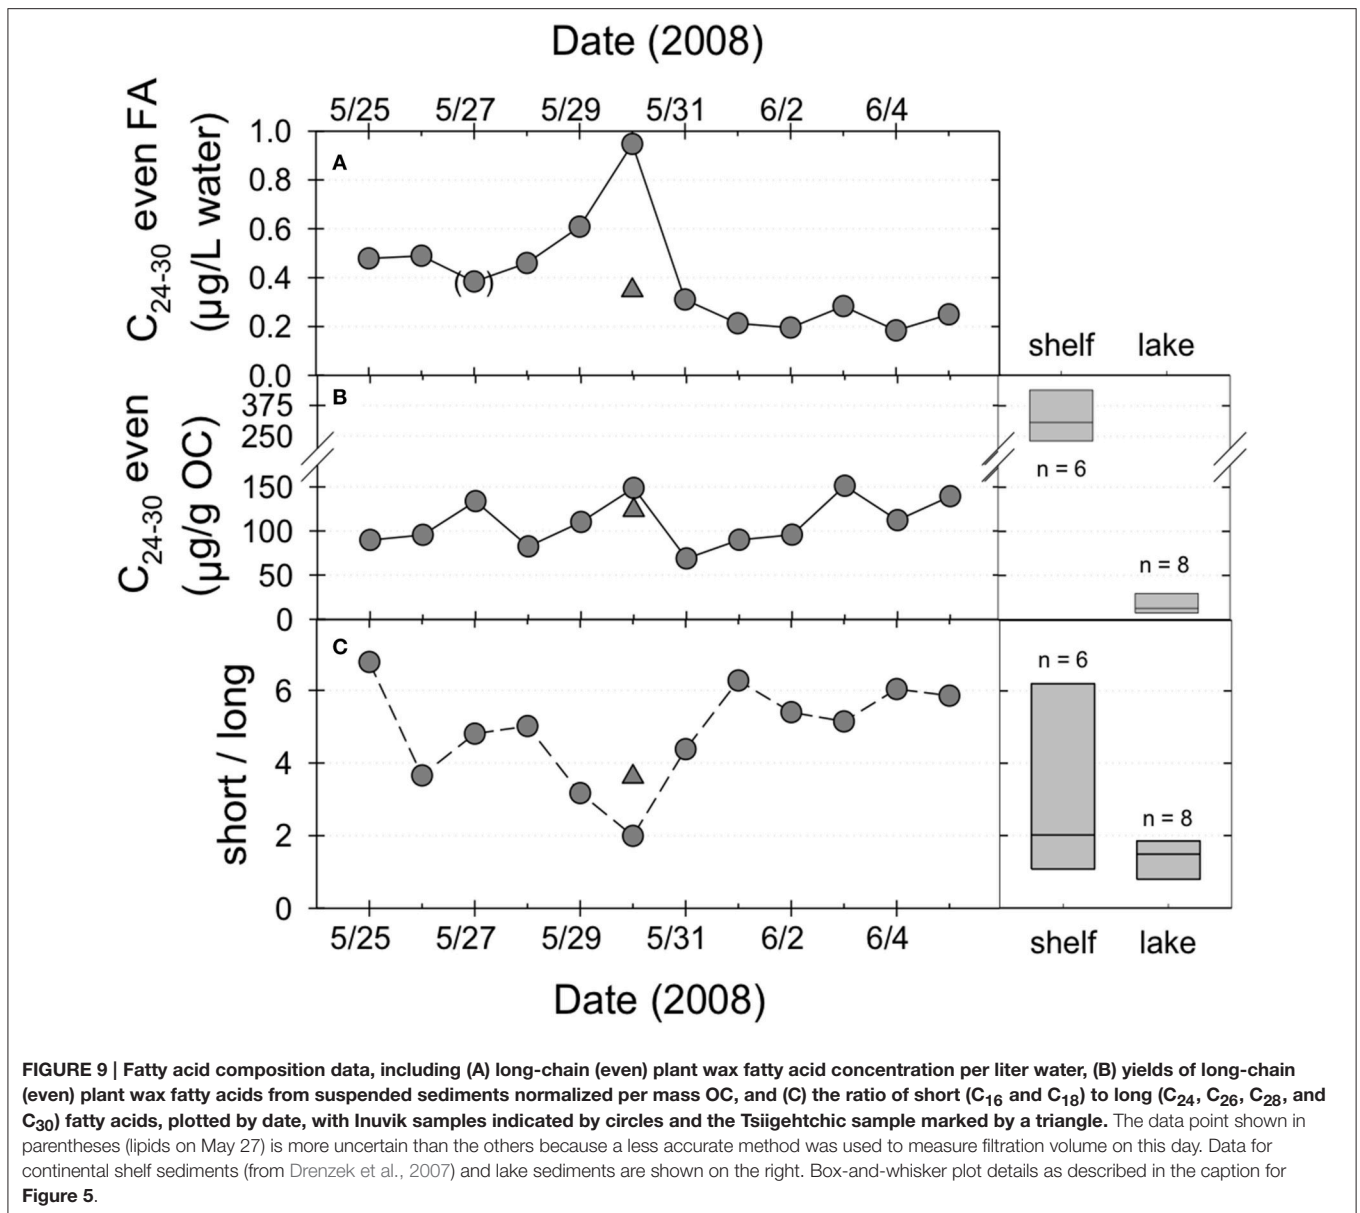 Date (2008)
5/25 5/27 5/29 5/31 6/2 6/4
C24-30 even FA
(µg/L water)
1.0
0.8
0.6
0.4
0.2
0.0
A
( )
shelf lake
C24-30 even
(µg/g OC)
375
250
150
100
50
0
B
n = 6
n = 8
short / long
6
4
2
0
C
n = 6
n = 8
5/25 5/27 5/29 5/31 6/2 6/4
shelf lake
Date (2008)
FIGURE 9 | Fatty acid composition data, including (A) long-chain (even) plant wax fatty acid concentration per liter water, (B) yields of long-chain
(even) plant wax fatty acids from suspended sediments normalized per mass OC, and (C) the ratio of short (C16 and C18) to long (C24, C26, C28, and
C30) fatty acids, plotted by date, with Inuvik samples indicated by circles and the Tsiigehtchic sample marked by a triangle. The data point shown in
parentheses (lipids on May 27) is more uncertain than the others because a less accurate method was used to measure filtration volume on this day. Data for
continental shelf sediments (from Drenzek et al., 2007) and lake sediments are shown on the right. Box-and-whisker plot details as described in the caption for
Figure 5.